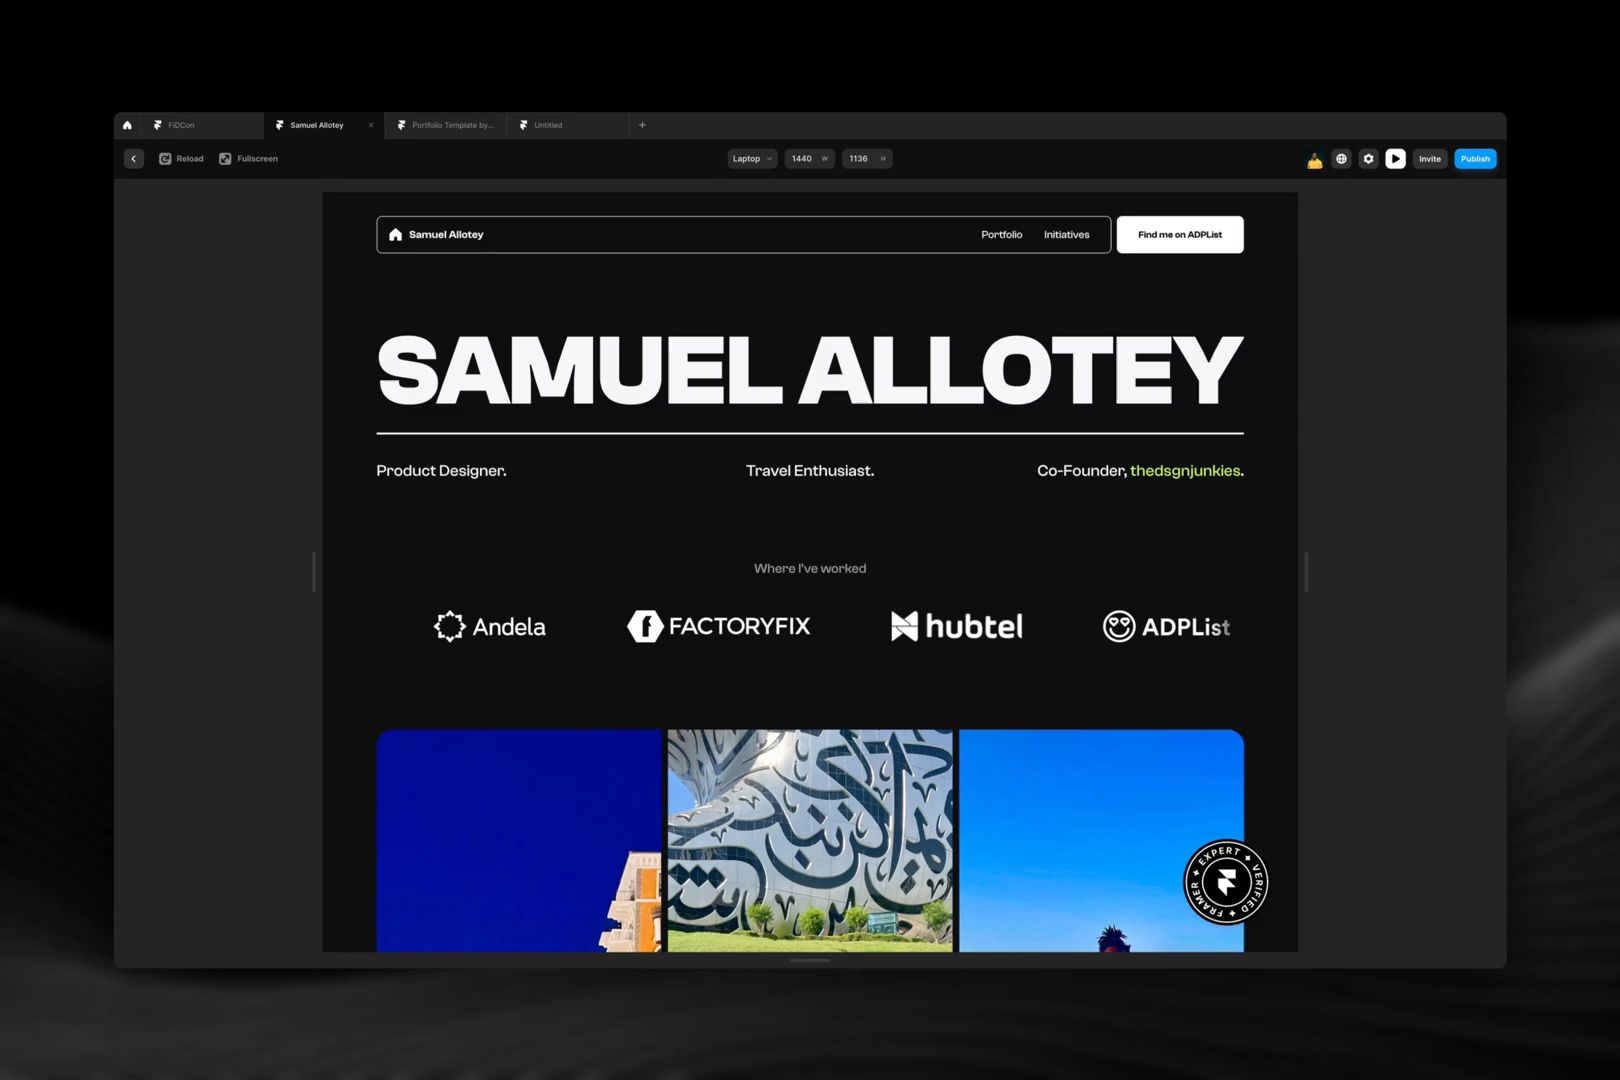 FiDCon
Samuel Allotey
Portfolio Template by...
Untitled
Reload
Fullscreen
Laptop
1440 W
1136 H
Invite
Publish
Samuel Allotey
Portfolio
Initiatives
Find me on ADPList
SAMUEL ALLOTEY
Product Designer.
Travel Enthusiast.
Co-Founder, thedsgnjunkies.
Where I've worked
Andela
FACTORYFIX
hubtel
ADPList
FRAMER ✦ EXPERT ✦ VERIFIED ✦